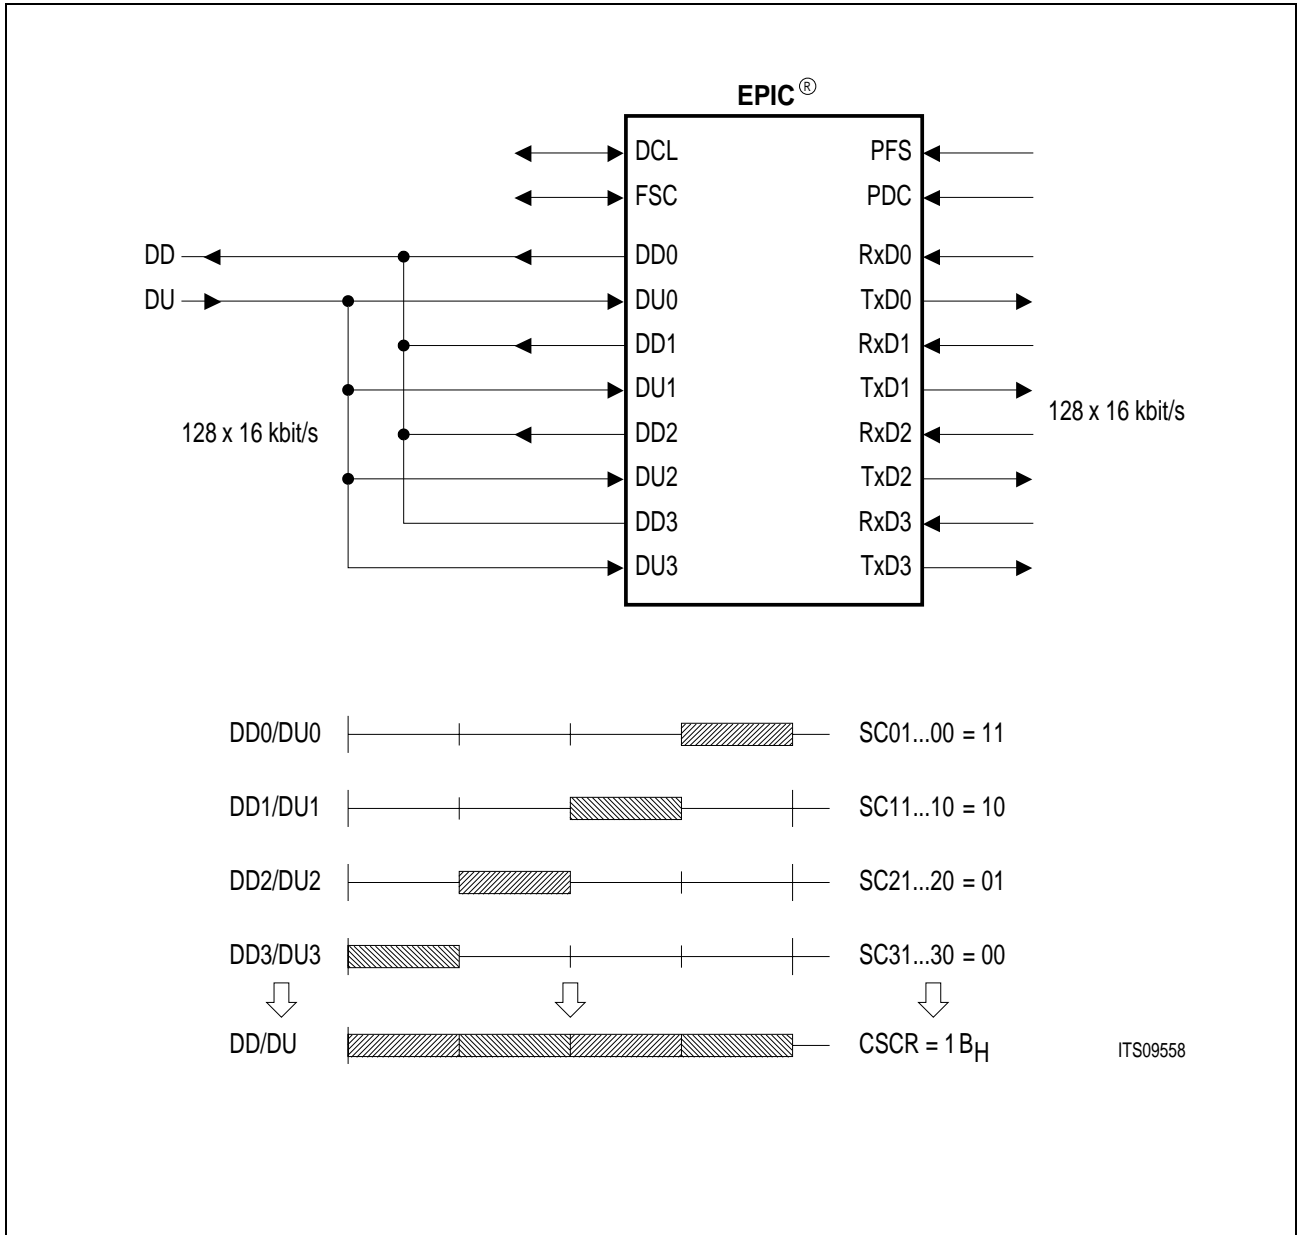 EPIC®
DCL PFS
FSC PDC
DD DD0 RxD0
DU DU0 TxD0
DD1 RxD1
DU1 TxD1
128 x 16 kbit/s DD2 RxD2 128 x 16 kbit/s
DU2 TxD2
DD3 RxD3
DU3 TxD3
DD0/DU0 SC01...00 = 11
DD1/DU1 SC11...10 = 10
DD2/DU2 SC21...20 = 01
DD3/DU3 SC31...30 = 00
DD/DU CSCR = 1BH ITS09558